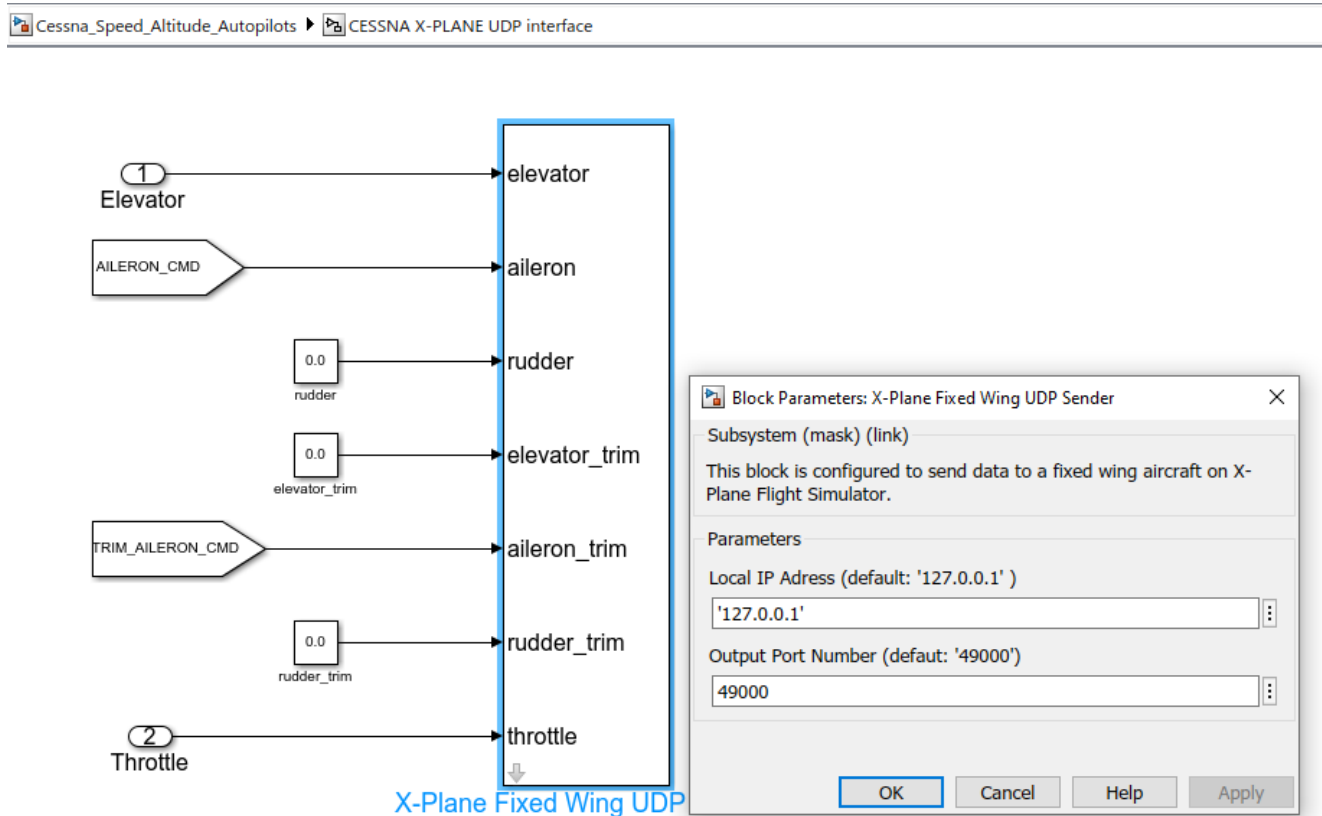 Cessna_Speed_Altitude_Autopilots CESSNA X-PLANE UDP interface
1
Elevator
elevator
AILERON_CMD
aileron
0.0
rudder
rudder
0.0
elevator_trim
elevator_trim
TRIM_AILERON_CMD
aileron_trim
0.0
rudder_trim
rudder_trim
2
Throttle
throttle
X-Plane Fixed Wing UDP
Block Parameters: X-Plane Fixed Wing UDP Sender
Subsystem (mask) (link)
This block is configured to send data to a fixed wing aircraft on X-
Plane Flight Simulator.
Parameters
Local IP Adress (default: '127.0.0.1' )
'127.0.0.1'
Output Port Number (defaut: '49000')
49000
OK Cancel Help Apply